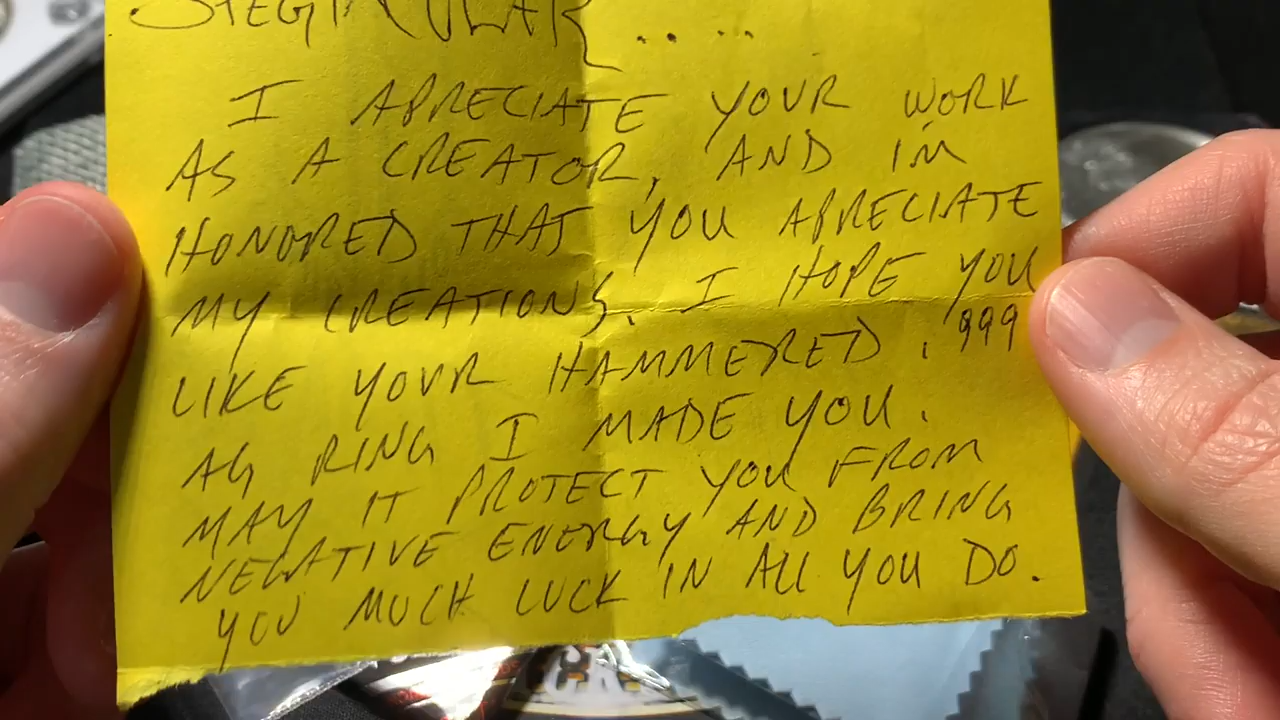 I APRECIATE YOUR WORK
AS A CREATOR, AND IM
HONORED THAT YOU APRECIATE
MY CREATIONS. I HOPE YOU
LIKE YOUR HAMMERED .999
AG RING I MADE YOU.
MAY IT PROTECT YOU FROM
NEGATIVE ENERGY AND BRING
YOU MUCH LUCK IN ALL YOU DO.